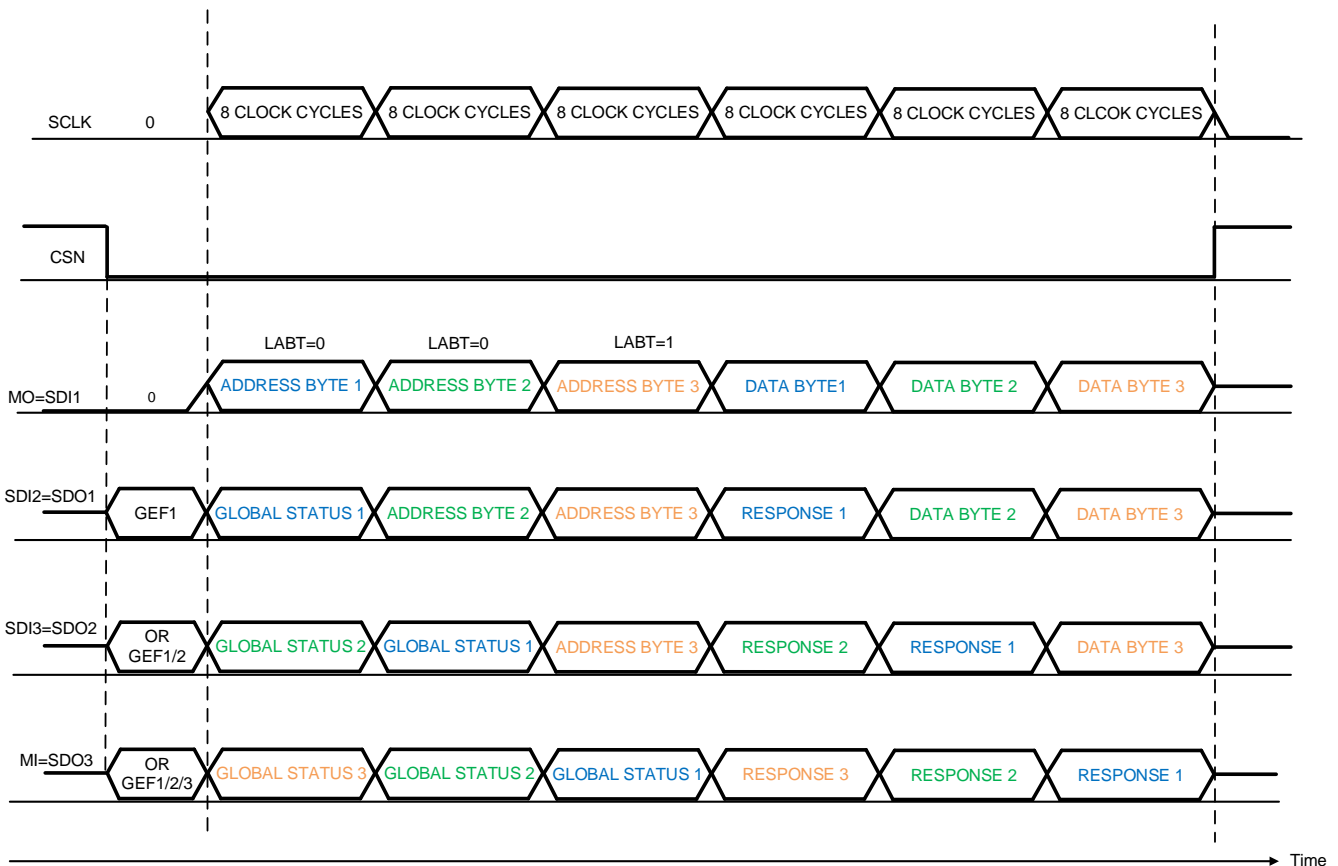 SCLK 0 8 CLOCK CYCLES 8 CLOCK CYCLES 8 CLOCK CYCLES 8 CLOCK CYCLES 8 CLOCK CYCLES 8 CLCOK CYCLES
CSN
LABT=0 LABT=0 LABT=1
MO=SDI1 0 ADDRESS BYTE 1 ADDRESS BYTE 2 ADDRESS BYTE 3 DATA BYTE1 DATA BYTE 2 DATA BYTE 3
SDI2=SDO1 GEF1 GLOBAL STATUS 1 ADDRESS BYTE 2 ADDRESS BYTE 3 RESPONSE 1 DATA BYTE 2 DATA BYTE 3
SDI3=SDO2 OR
GEF1/2 GLOBAL STATUS 2 GLOBAL STATUS 1 ADDRESS BYTE 3 RESPONSE 2 RESPONSE 1 DATA BYTE 3
MI=SDO3 OR
GEF1/2/3 GLOBAL STATUS 3 GLOBAL STATUS 2 GLOBAL STATUS 1 RESPONSE 3 RESPONSE 2 RESPONSE 1
Time